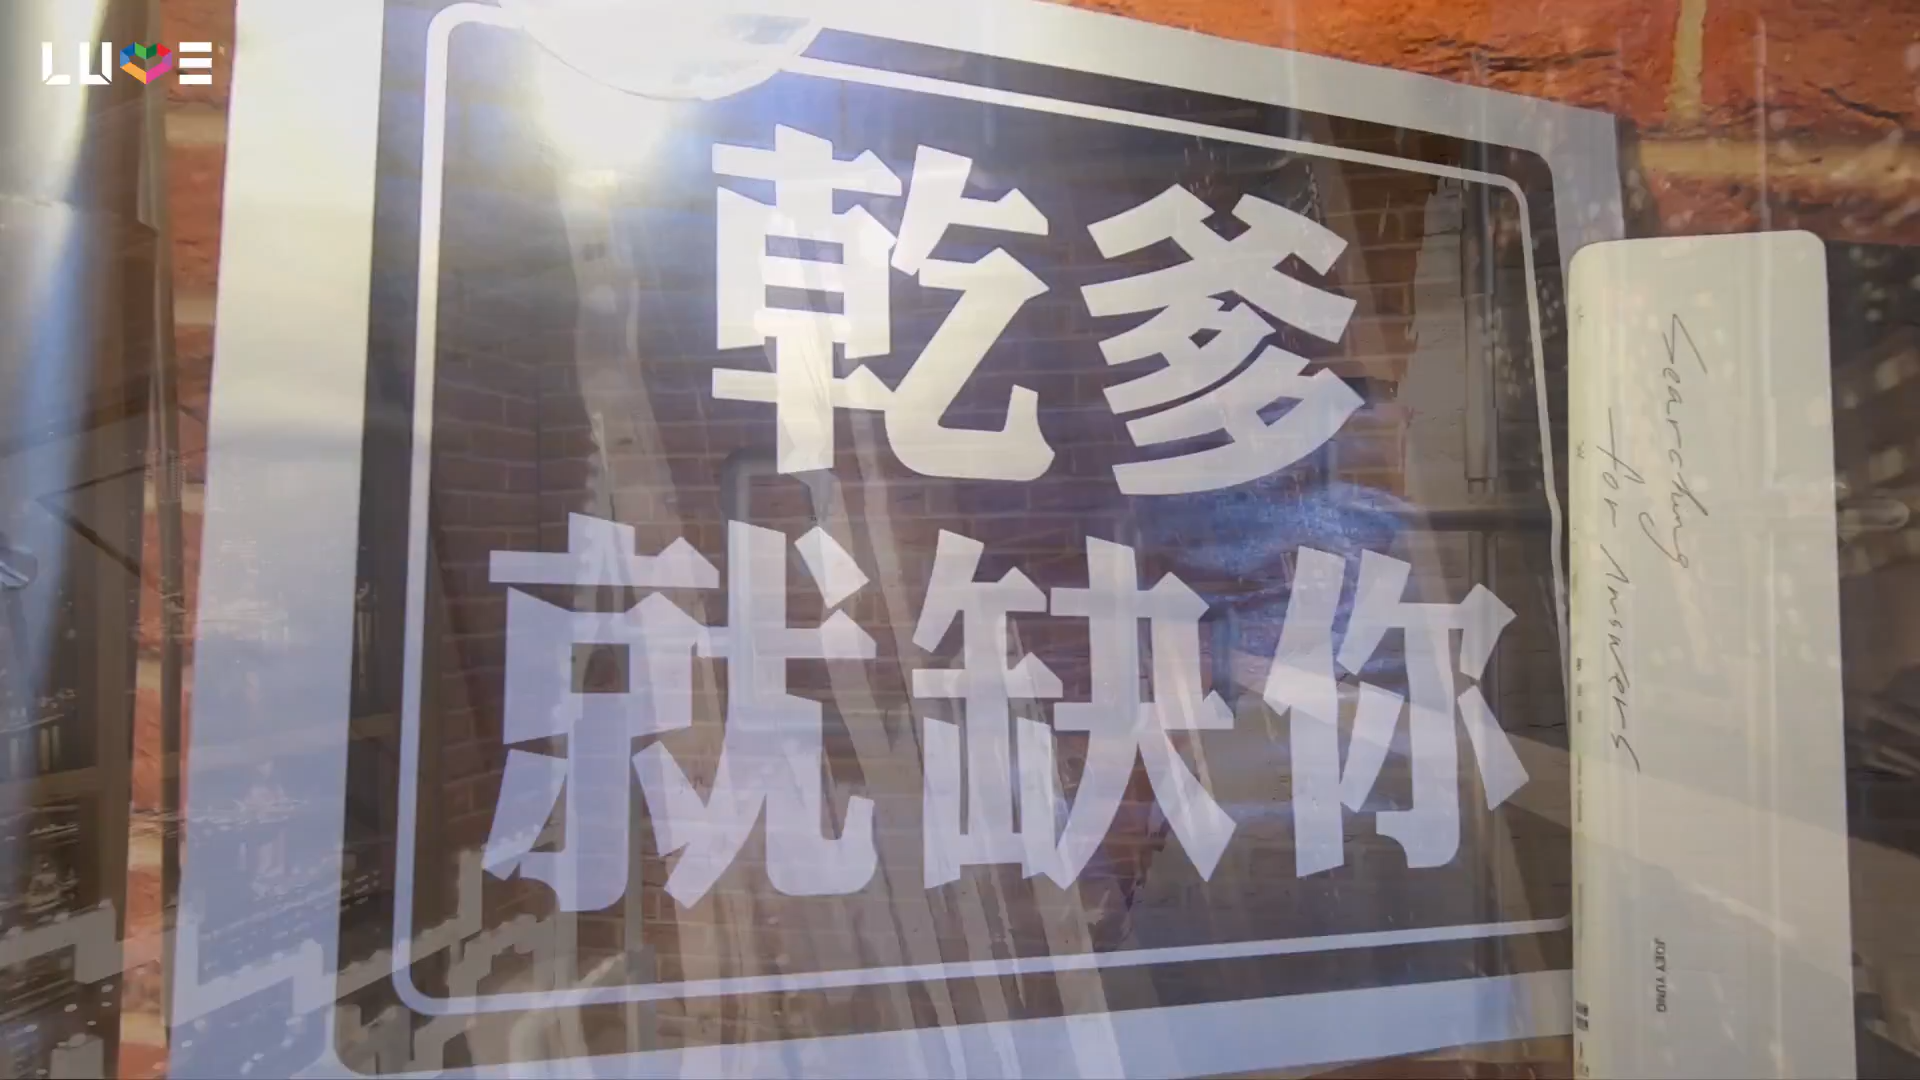 LUVE
乾爹
就缺你
Searching
for Answers
JOEY YUNG